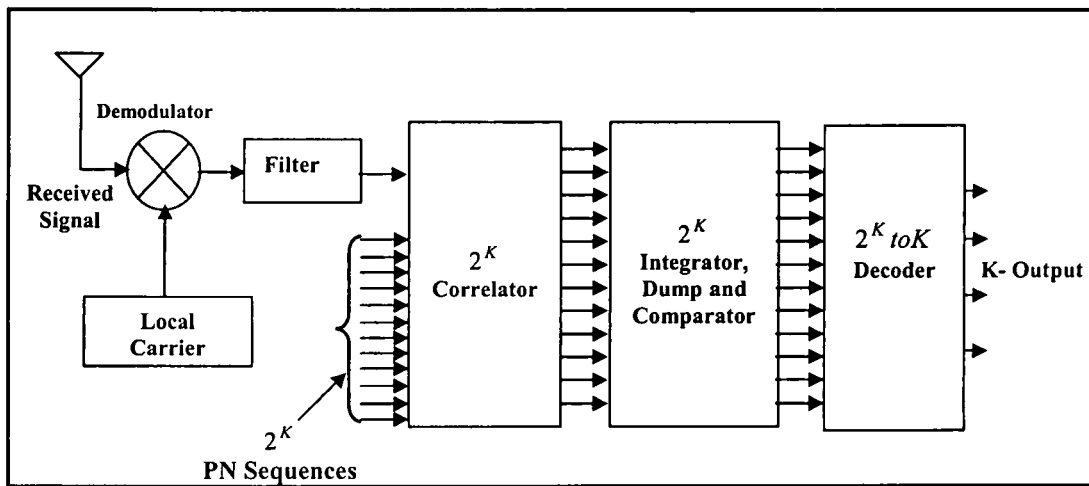 Demodulator
Filter
Received
Signal
Local
Carrier
2^K
PN Sequences
2^K
Correlator
2^K
Integrator,
Dump and
Comparator
2^K toK
Decoder
K- Output